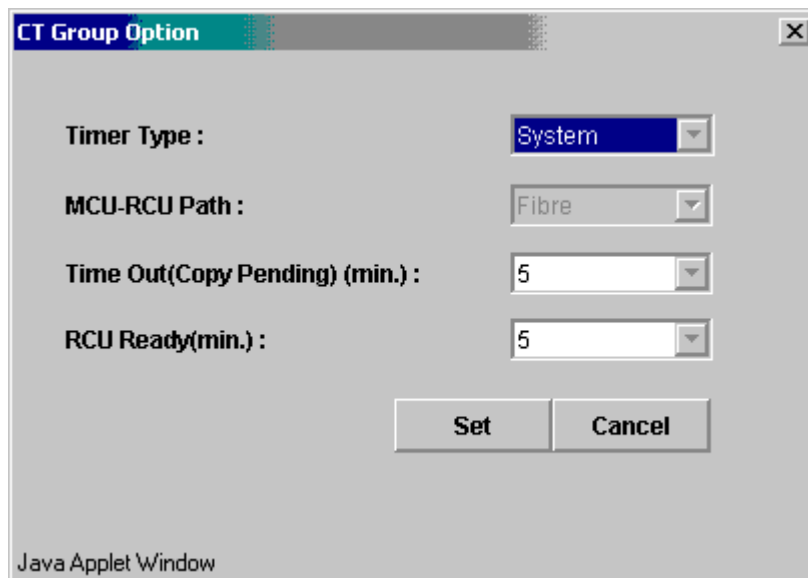 CT Group Option
Timer Type : System
MCU-RCU Path : Fibre
Time Out(Copy Pending) (min.) : 5
RCU Ready(min.) : 5
Set Cancel
Java Applet Window